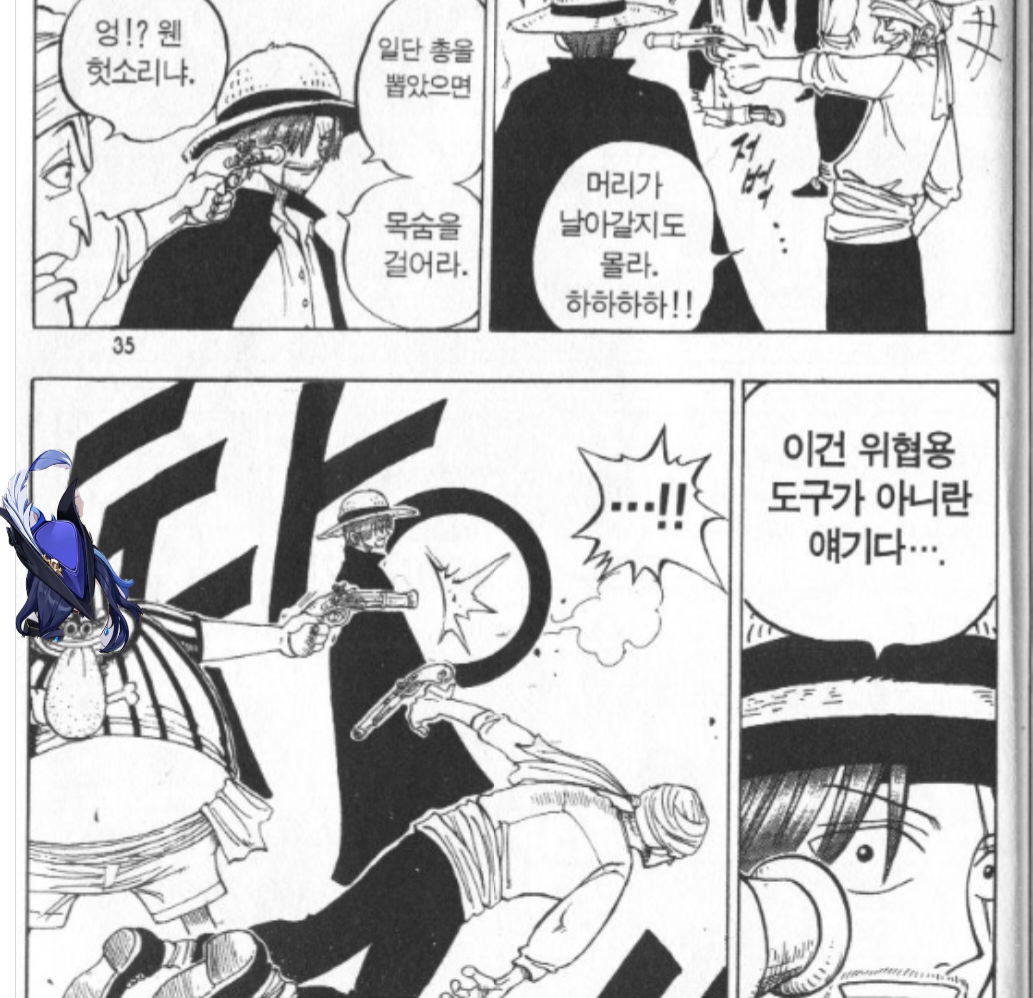 머리가
날아갈지도
몰라.
하하하하!!
저
벅
일단 총을
뽑았으면
목숨을
걸어라.
엉!? 웬
헛소리냐.
35
이건 위협용
도구가 아니란
얘기다….
…!!